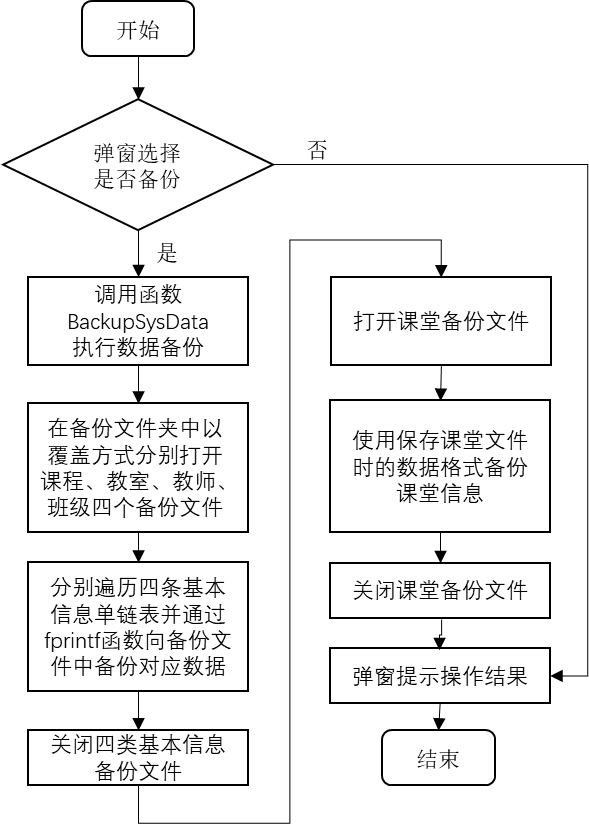 开始
弹窗选择
是否备份
否
是
调用函数
BackupSysData
执行数据备份
在备份文件夹中以
覆盖方式分别打开
课程、教室、教师、
班级四个备份文件
分别遍历四条基本
信息单链表并通过
fprintf函数向备份文
件中备份对应数据
关闭四类基本信息
备份文件
打开课堂备份文件
使用保存课堂文件
时的数据格式备份
课堂信息
关闭课堂备份文件
弹窗提示操作结果
结束